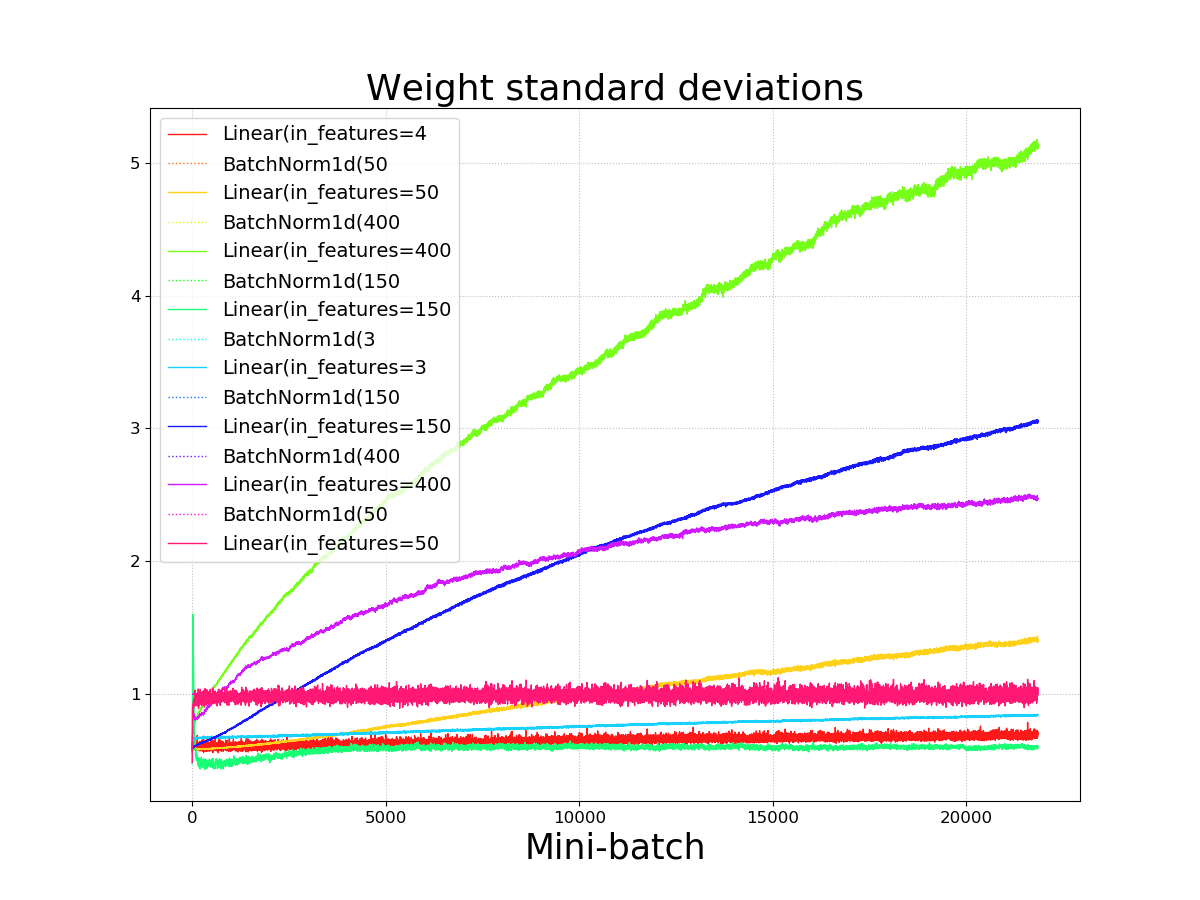 Weight standard deviations
Linear(in_features=4
BatchNorm1d(50
Linear(in_features=50
BatchNorm1d(400
Linear(in_features=400
BatchNorm1d(150
Linear(in_features=150
BatchNorm1d(3
Linear(in_features=3
BatchNorm1d(150
Linear(in_features=150
BatchNorm1d(400
Linear(in_features=400
BatchNorm1d(50
Linear(in_features=50
5
4
3
2
1
0 5000 10000 15000 20000
Mini-batch